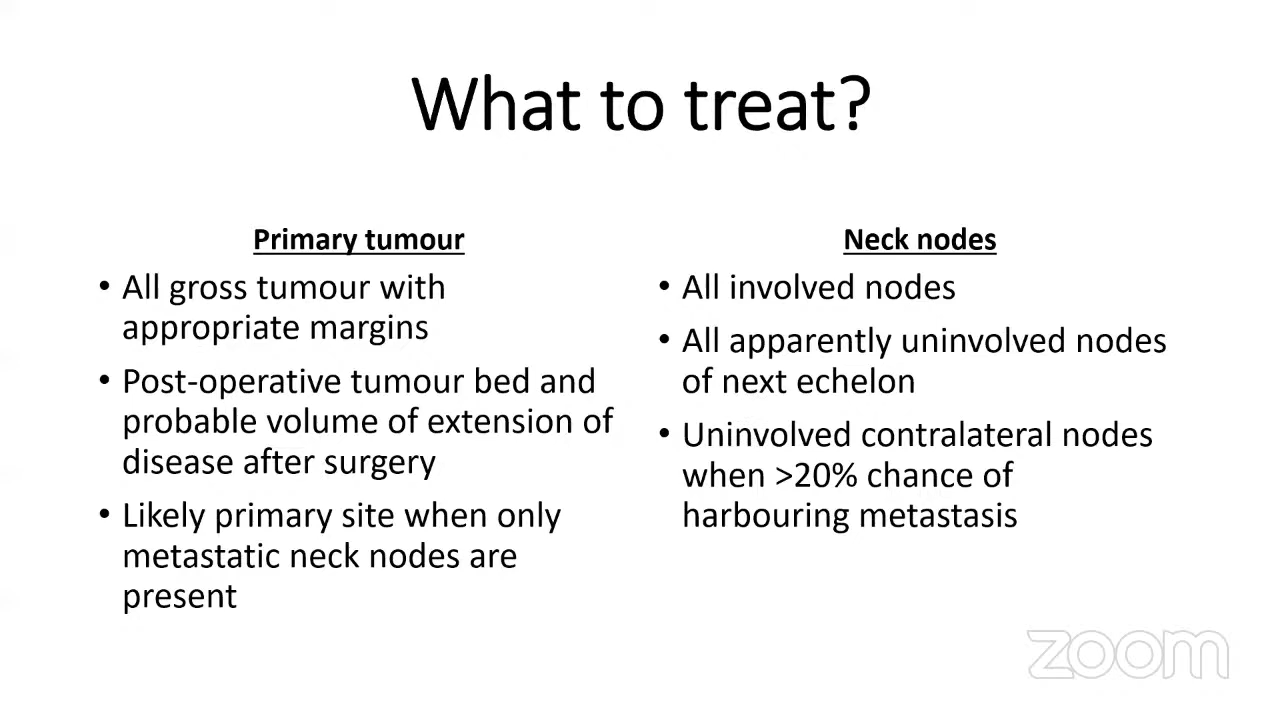 What to treat?
Primary tumour
• All gross tumour with
appropriate margins
• Post-operative tumour bed and
probable volume of extension of
disease after surgery
• Likely primary site when only
metastatic neck nodes are
present
Neck nodes
• All involved nodes
• All apparently uninvolved nodes
of next echelon
• Uninvolved contralateral nodes
when >20% chance of
harbouring metastasis
zoom